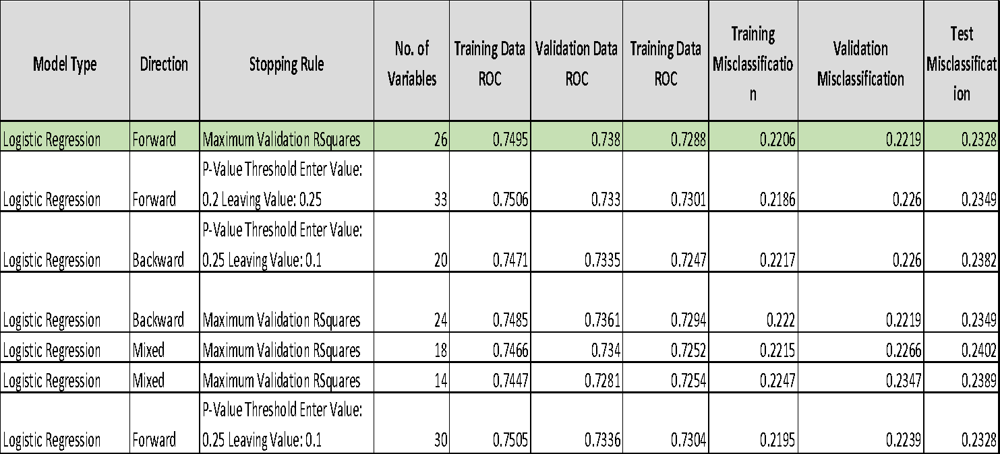 Model Type Direction Stopping Rule No. of Variables Training Data ROC Validation Data ROC Training Data ROC Training Misclassificatio n Validation Misclassification Test Misclassificat ion
Logistic Regression Forward Maximum Validation RSquares 26 0.7495 0.738 0.7288 0.2206 0.2219 0.2328
Logistic Regression Forward P-Value Threshold Enter Value: 0.2 Leaving Value: 0.25 33 0.7506 0.733 0.7301 0.2186 0.226 0.2349
Logistic Regression Backward P-Value Threshold Enter Value: 0.25 Leaving Value: 0.1 20 0.7471 0.7335 0.7247 0.2217 0.226 0.2382
Logistic Regression Backward Maximum Validation RSquares 24 0.7485 0.7361 0.7294 0.222 0.2219 0.2349
Logistic Regression Mixed Maximum Validation RSquares 18 0.7466 0.734 0.7252 0.2215 0.2266 0.2402
Logistic Regression Mixed Maximum Validation RSquares 14 0.7447 0.7281 0.7254 0.2247 0.2347 0.2389
Logistic Regression Forward P-Value Threshold Enter Value: 0.25 Leaving Value: 0.1 30 0.7505 0.7336 0.7304 0.2195 0.2239 0.2328